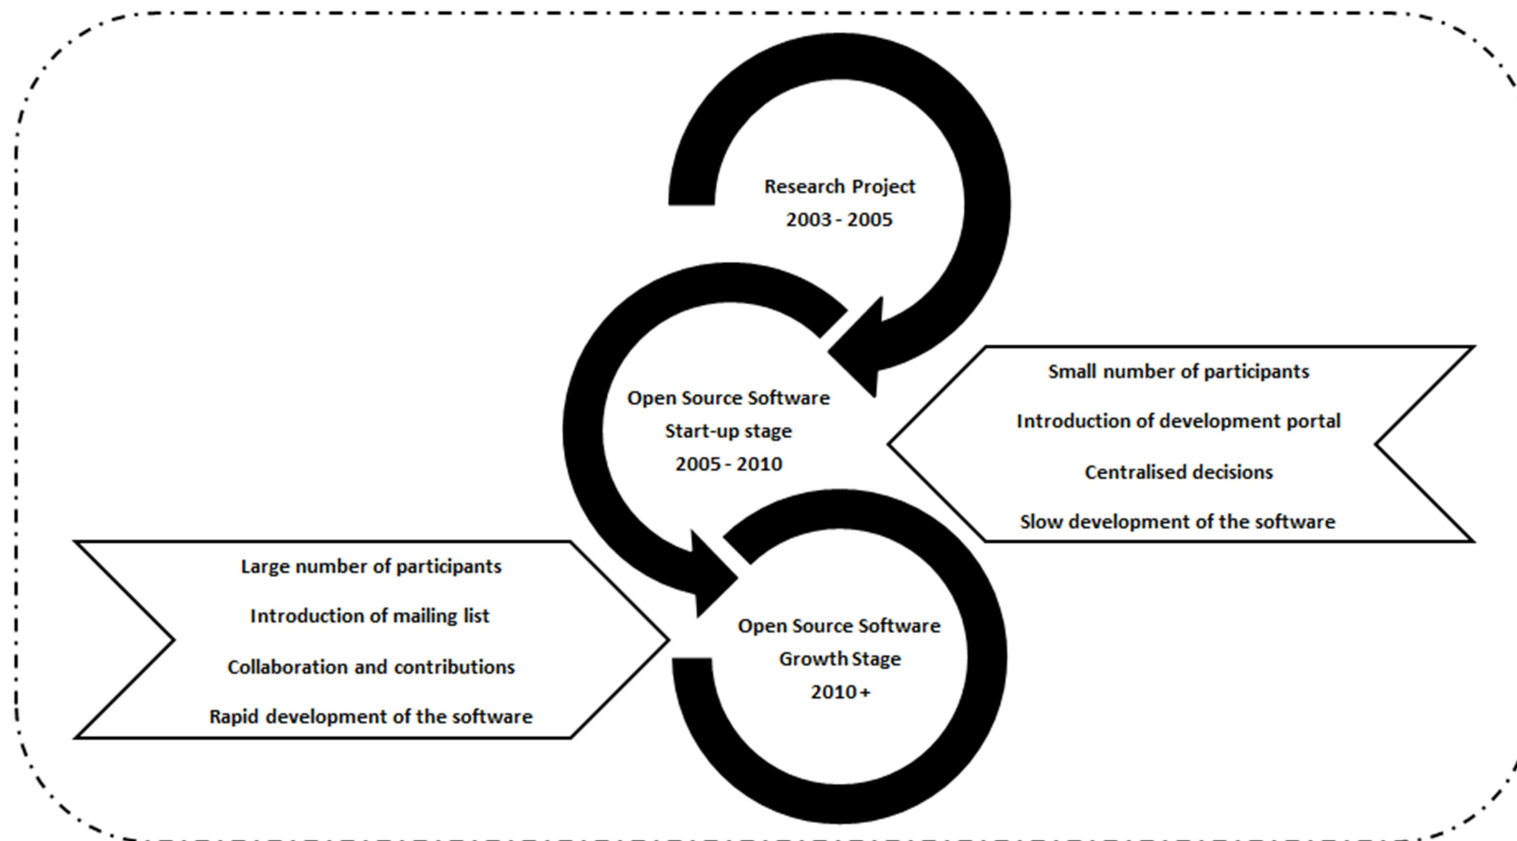 Research Project
2003 - 2005
Open Source Software
Start-up stage
2005 - 2010
Small number of participants
Introduction of development portal
Centralised decisions
Slow development of the software
Large number of participants
Introduction of mailing list
Collaboration and contributions
Rapid development of the software
Open Source Software
Growth Stage
2010 +